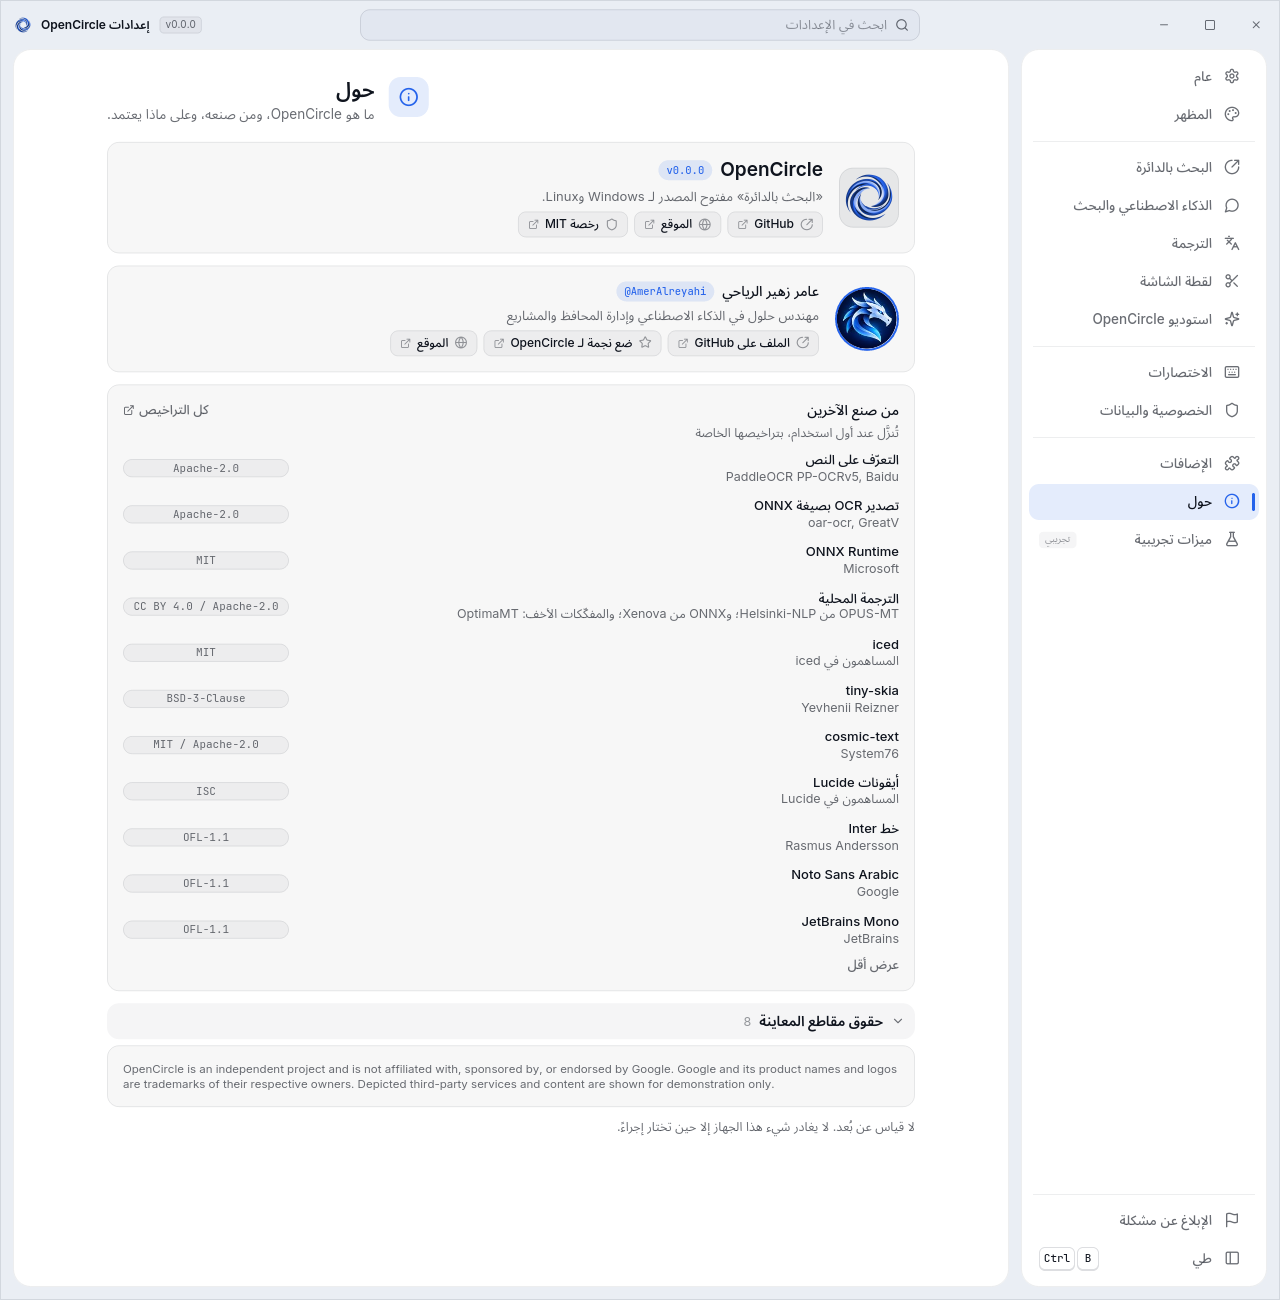 إعدادات OpenCircle
v0.0.0
ابحث في الإعدادات
عام
المظهر
البحث بالدائرة
الذكاء الاصطناعي والبحث
الترجمة
لقطة الشاشة
استوديو OpenCircle
الاختصارات
الخصوصية والبيانات
الإضافات
حول
ميزات تجريبية
تجريبي
الإبلاغ عن مشكلة
طي
Ctrl B
حول
ما هو OpenCircle، ومن صنعه، وعلى ماذا يعتمد.
OpenCircle v0.0.0
«البحث بالدائرة» مفتوح المصدر لـ Windows وLinux.
GitHub
الموقع
رخصة MIT
عامر زهير الرياحي @AmerAlreyahi
مهندس حلول في الذكاء الاصطناعي وإدارة المحافظ والمشاريع
الملف على GitHub
ضع نجمة لـ OpenCircle
الموقع
من صنع الآخرين
كل التراخيص
تُنزَّل عند أول استخدام، بتراخيصها الخاصة
التعرّف على النص
PaddleOCR PP-OCRv5, Baidu
Apache-2.0
تصدير OCR بصيغة ONNX
oar-ocr, GreatV
Apache-2.0
ONNX Runtime
Microsoft
MIT
الترجمة المحلية
OPUS-MT من Helsinki-NLP؛ وONNX من Xenova؛ والمفكّكات الأخف: OptimaMT
CC BY 4.0 / Apache-2.0
iced
المساهمون في iced
MIT
tiny-skia
Yevhenii Reizner
BSD-3-Clause
cosmic-text
System76
MIT / Apache-2.0
أيقونات Lucide
المساهمون في Lucide
ISC
خط Inter
Rasmus Andersson
OFL-1.1
Noto Sans Arabic
Google
OFL-1.1
JetBrains Mono
JetBrains
OFL-1.1
عرض أقل
حقوق مقاطع المعاينة 8
OpenCircle is an independent project and is not affiliated with, sponsored by, or endorsed by Google. Google and its product names and logos
are trademarks of their respective owners. Depicted third-party services and content are shown for demonstration only.
لا قياس عن بُعد. لا يغادر شيء هذا الجهاز إلا حين تختار إجراءً.